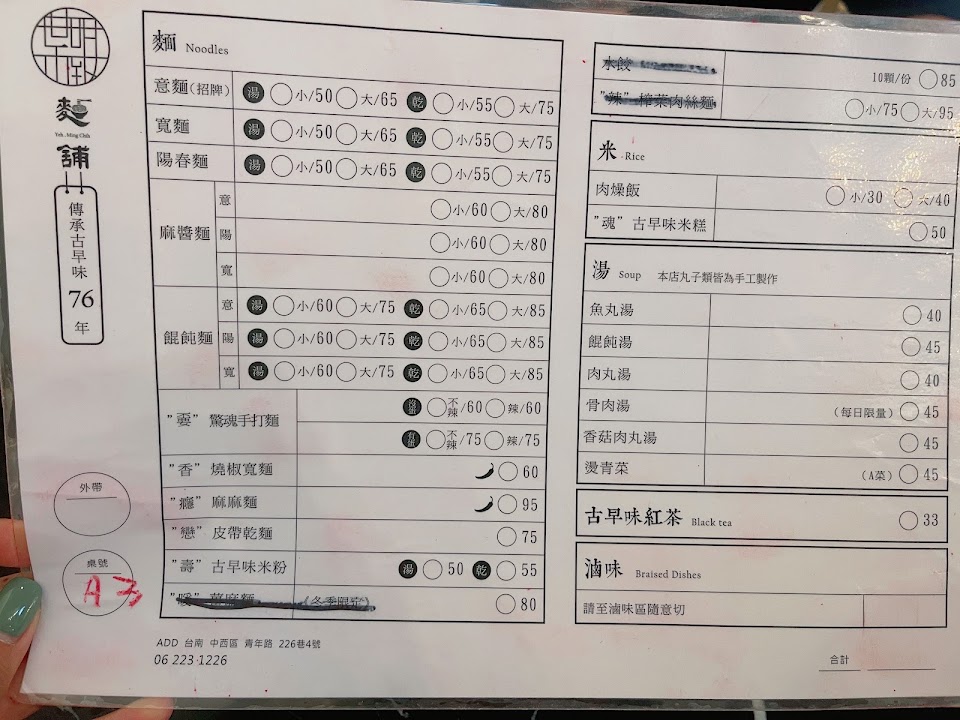 葉明致
麵
Yeh . Ming Chih
舖
傳承古早味
76
年
外帶
桌號
A3
麵 Noodles
意麵(招牌) 湯 小/50 大/65 乾 小/55 大/75
寬麵 湯 小/50 大/65 乾 小/55 大/75
陽春麵 湯 小/50 大/65 乾 小/55 大/75
麻醬麵
意 小/60 大/80
陽 小/60 大/80
寬 小/60 大/80
餛飩麵
意 湯 小/60 大/75 乾 小/65 大/85
陽 湯 小/60 大/75 乾 小/65 大/85
寬 湯 小/60 大/75 乾 小/65 大/85
驚魂手打麵
沒蛋 不辣/60 辣/60
有蛋 不辣/75 辣/75
"香" 燒椒寬麵 60
"癮" 麻麻麵 95
"戀" 皮帶乾麵 75
"壽" 古早味米粉 湯 50 乾 55
"暖" (冬季限定) 80
ADD 台南 中西區 青年路 226巷4號
06 223 1226
水餃 10顆/份 85
"辣" 榨菜肉絲麵 小/75 大/95
米 Rice
肉燥飯 小/30 大/40
"魂" 古早味米糕 50
湯 Soup 本店丸子類皆為手工製作
魚丸湯 40
餛飩湯 45
肉丸湯 40
骨肉湯 (每日限量) 45
香菇肉丸湯 45
燙青菜 (A菜) 45
古早味紅茶 Black tea 33
滷味 Braised Dishes
請至滷味區隨意切
合計